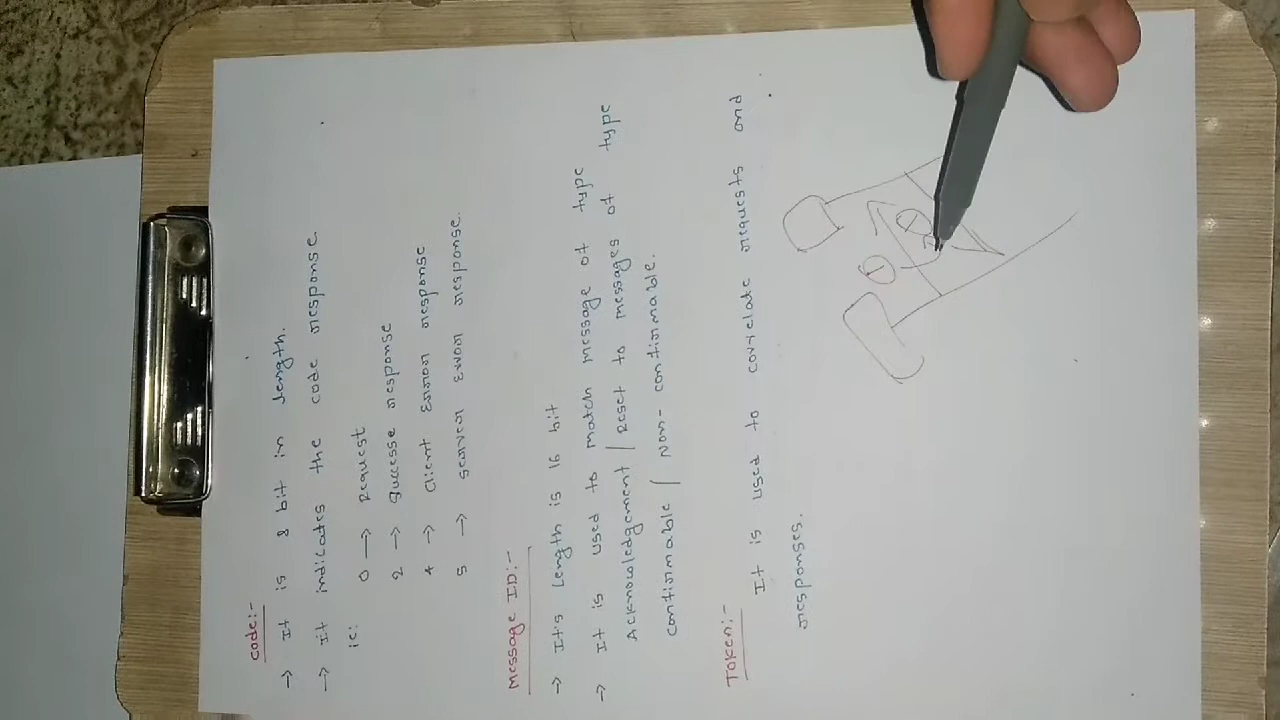 Code:-
→ It is 8 bit in length.
→ it indicates the code response.
ie: 0 → Request
2 → Successe response
4 → Client Error response
5 → Server Error response.
Message ID:-
→ It's Length is 16 bit
→ It is used to match message of type
Acknowledgement / Reset to messages of type
confirmable / Non-confirmable.
Token:-
It is used to correlate requests and
responses.
1